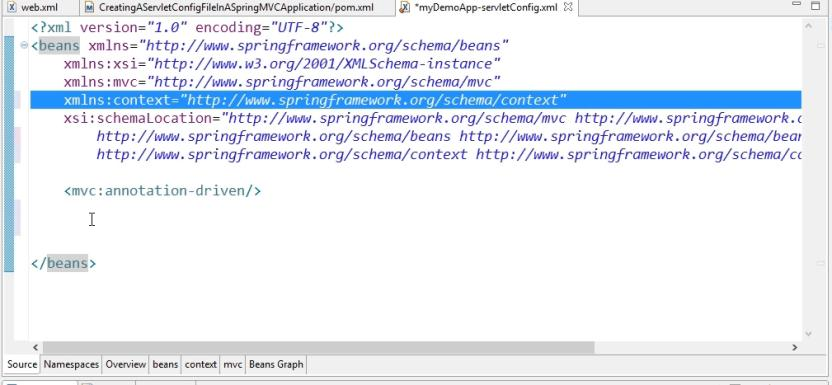 web.xml
CreatingAServletConfigFileInASpringMVCApplication/pom.xml
*myDemoApp-servletConfig.xml
<?xml version="1.0" encoding="UTF-8"?>
<beans xmlns="http://www.springframework.org/schema/beans"
xmlns:xsi="http://www.w3.org/2001/XMLSchema-instance"
xmlns:mvc="http://www.springframework.org/schema/mvc"
xmlns:context="http://www.springframework.org/schema/context"
xsi:schemaLocation="http://www.springframework.org/schema/mvc http://www.springframework.
http://www.springframework.org/schema/beans http://www.springframework.org/schema/
http://www.springframework.org/schema/context http://www.springframework.org/schema/
<mvc:annotation-driven/>
</beans>
Source Namespaces Overview beans context mvc Beans Graph